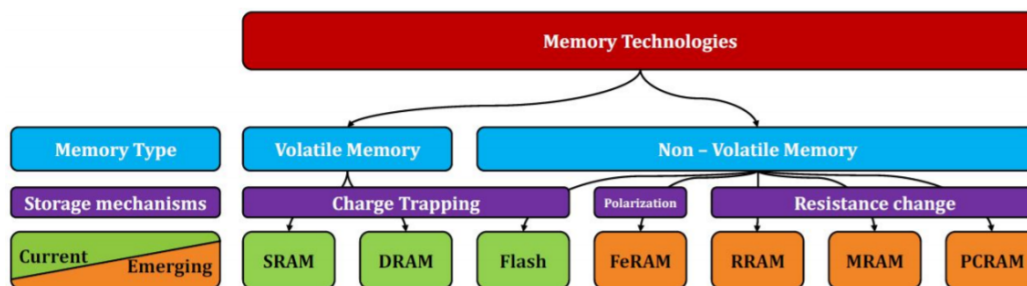 Memory Technologies
Memory Type
Volatile Memory
Non – Volatile Memory
Storage mechanisms
Charge Trapping
Polarization
Resistance change
Current
Emerging
SRAM
DRAM
Flash
FeRAM
RRAM
MRAM
PCRAM